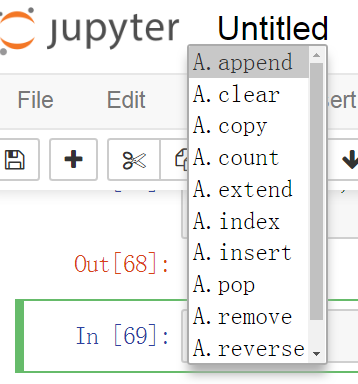 jupyter Untitled
A.append
A.clear
File Edit ert
A.copy
A.count
A.extend
A.index
Out[68]:
A.insert
A.pop
A.remove
In [69]:
A.reverse